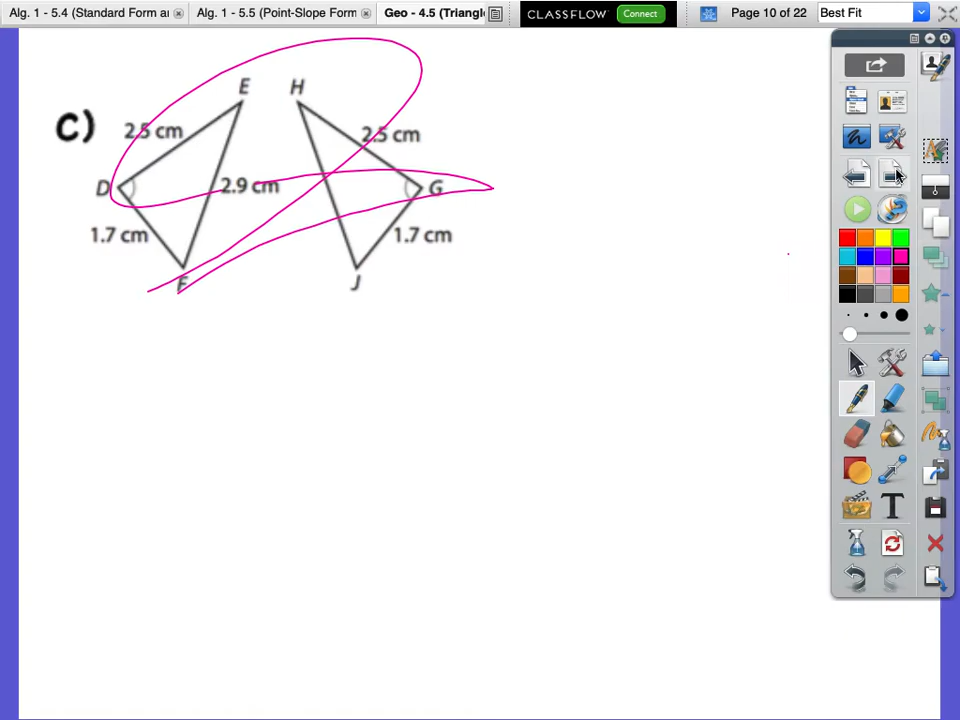 Alg. 1 - 5.4 (Standard Form ar
Alg. 1 - 5.5 (Point-Slope Form
Geo - 4.5 (Triangl
CLASSFLOW Connect
Page 10 of 22
Best Fit
E H
C) 2.5 cm 2.5 cm
D 2.9 cm G
1.7 cm 1.7 cm
F J
T